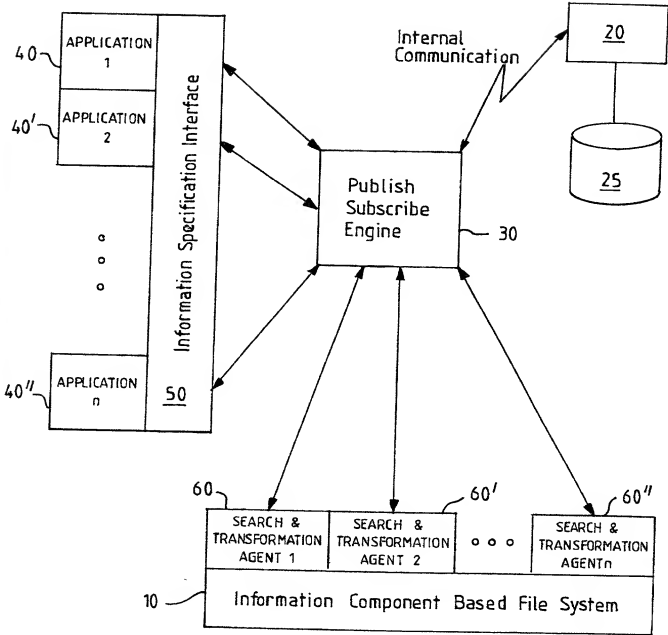 40
APPLICATION
1
40'
APPLICATION
2
40"
APPLICATION
n
Information Specification Interface
50
Internal
Communication
20
25
Publish
Subscribe
Engine
30
60
SEARCH &
TRANSFORMATION
AGENT 1
60'
SEARCH &
TRANSFORMATION
AGENT 2
60"
SEARCH &
TRANSFORMATION
AGENTn
10
Information Component Based File System